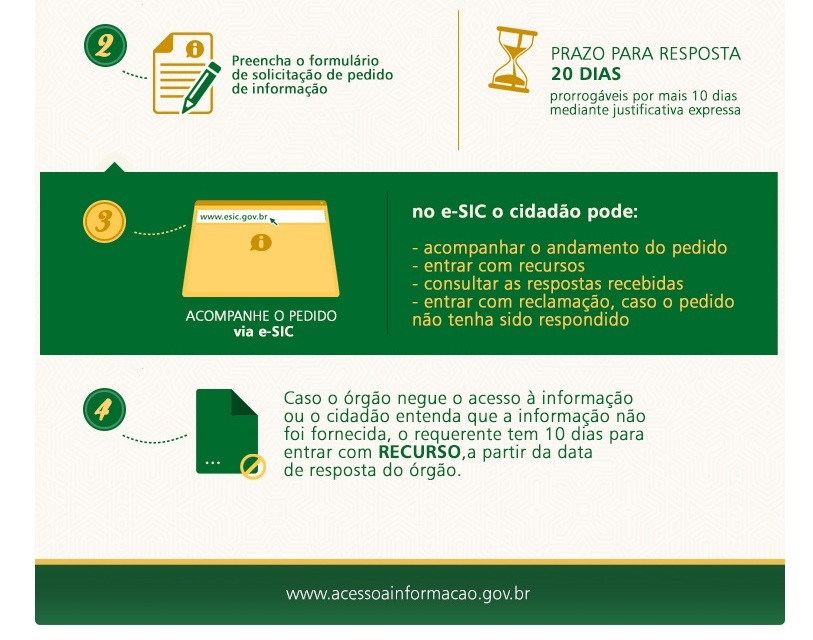 2
Preencha o formulário
de solicitação de pedido
de informação
PRAZO PARA RESPOSTA
20 DIAS
prorrogáveis por mais 10 dias
mediante justificativa expressa
3
www.esic.gov.br
i
ACOMPANHE O PEDIDO
via e-SIC
no e-SIC o cidadão pode:
- acompanhar o andamento do pedido
- entrar com recursos
- consultar as respostas recebidas
- entrar com reclamação, caso o pedido
não tenha sido respondido
4
...
Caso o órgão negue o acesso à informação
ou o cidadão entenda que a informação não
foi fornecida, o requerente tem 10 dias para
entrar com RECURSO,a partir da data
de resposta do órgão.
www.acessoainformacao.gov.br